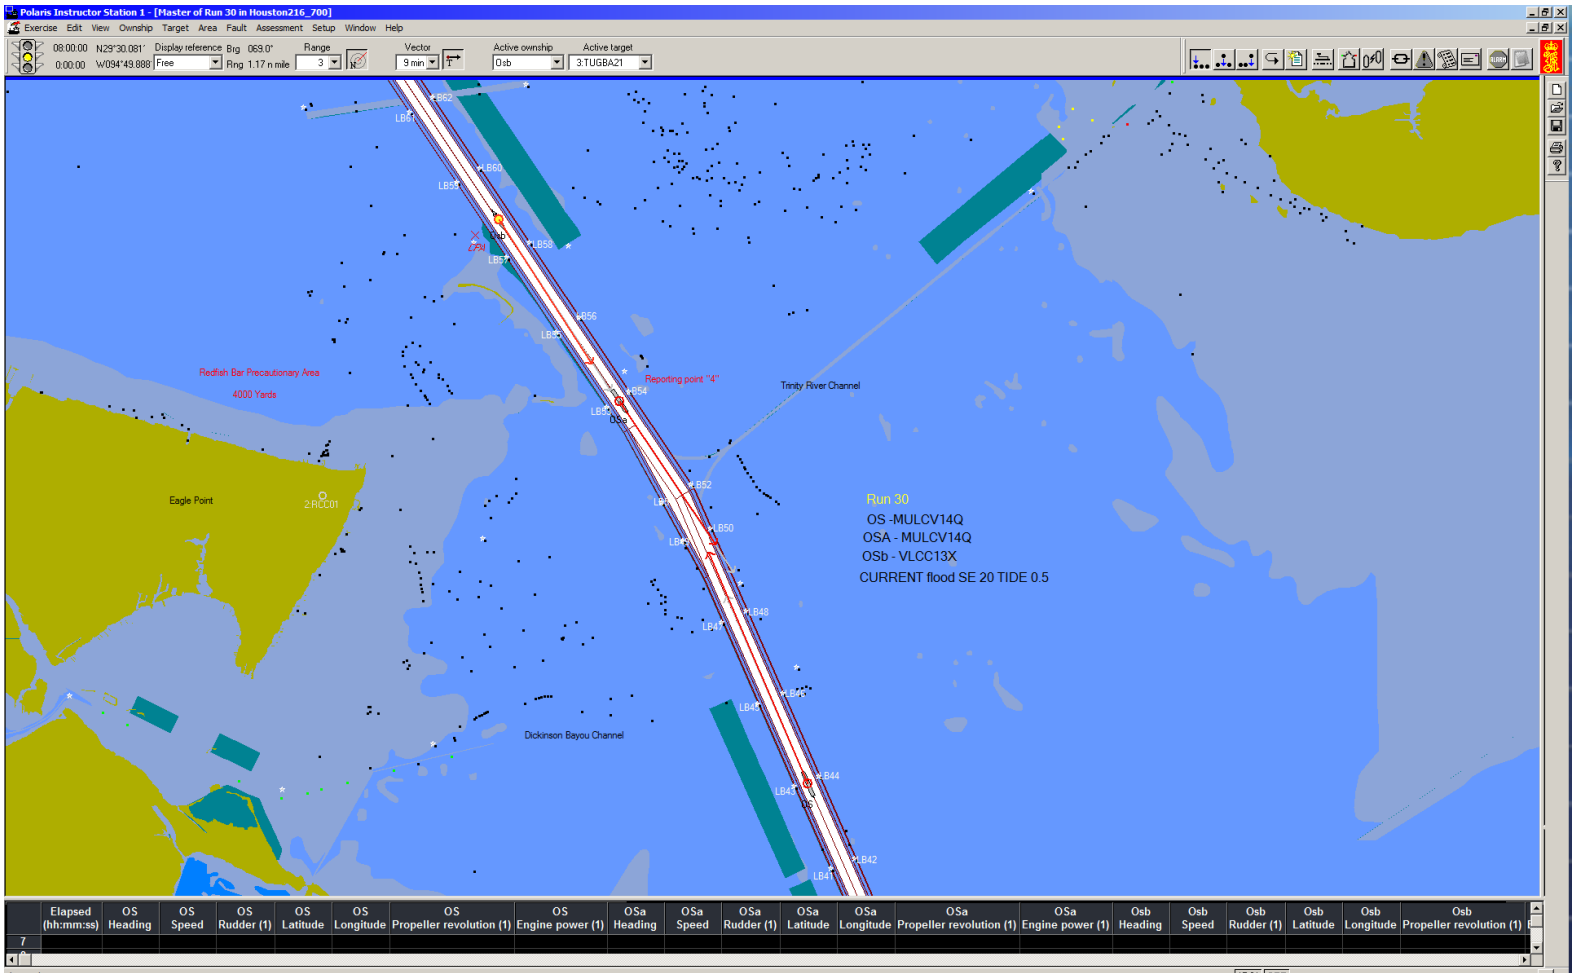 Polaris Instructor Station 1 - [Master of Run 30 in Houston216_700]
Exercise Edit View Ownship Target Area Fault Assessment Setup Window Help
08:00:00 N29°30.081' Display reference Brg 069.0° Range Vector Active ownship Active target
0:00:00 W094°49.888' Free Rng 1.17 n mile 3 9 min Osb 3:TUGBA21
LB62
LB61
LB60
LB59
Osb
LB58
LB57
LB56
LB55
Redfish Bar Precautionary Area
4000 Yards
Reporting point "4"
Trinity River Channel
LB54
LB53
OSa
LB52
Eagle Point
2:RCC01
Run 30
OS -MULCV14Q
OSA - MULCV14Q
OSb - VLCC13X
CURRENT flood SE 20 TIDE 0.5
LB50
LB48
LB47
LB46
LB45
Dickinson Bayou Channel
LB44
LB43
OS
LB42
LB41
Elapsed (hh:mm:ss) OS Heading OS Speed OS Rudder (1) OS Latitude OS Longitude OS Propeller revolution (1) OS Engine power (1) OSa Heading OSa Speed OSa Rudder (1) OSa Latitude OSa Longitude OSa Propeller revolution (1) OSa Engine power (1) Osb Heading Osb Speed Osb Rudder (1) Osb Latitude Osb Longitude Osb Propeller revolution (1)
7